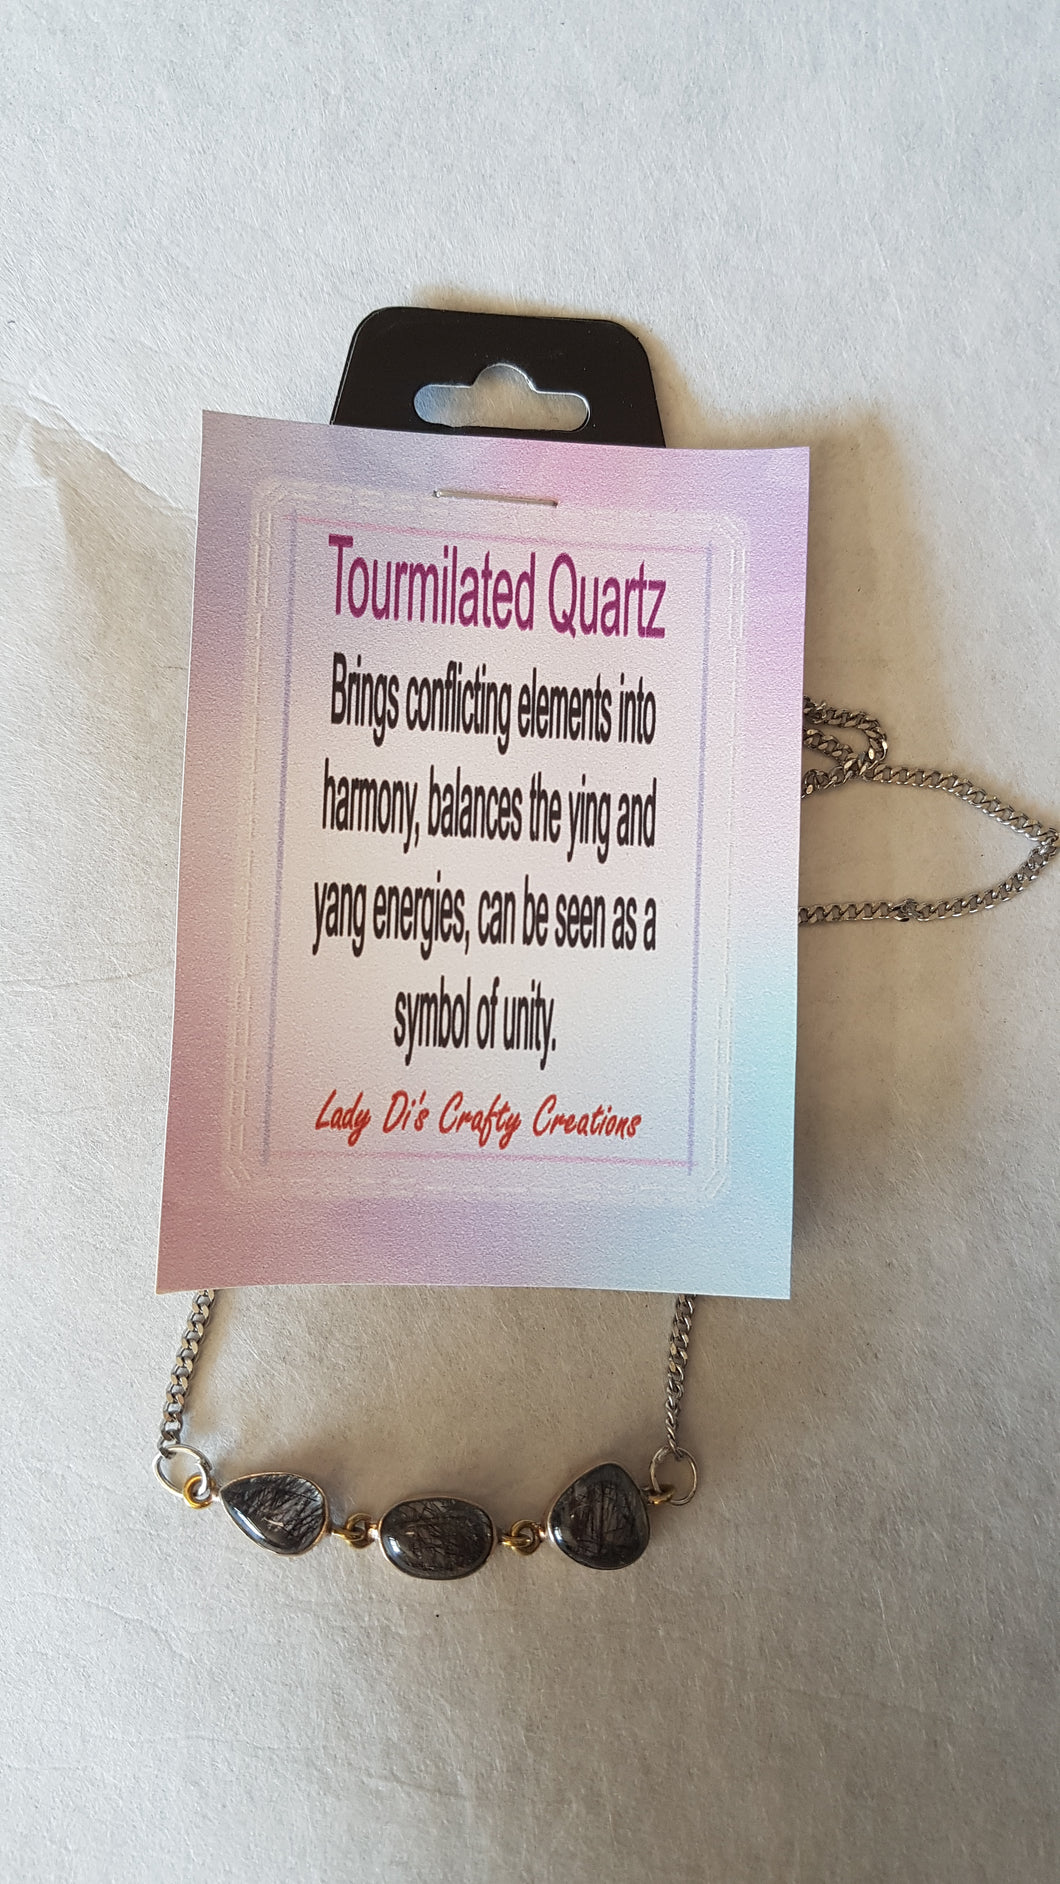 Tourmilated Quartz
Brings conflicting elements into
harmony, balances the ying and
yang energies, can be seen as a
symbol of unity.
Lady Di's Crafty Creations